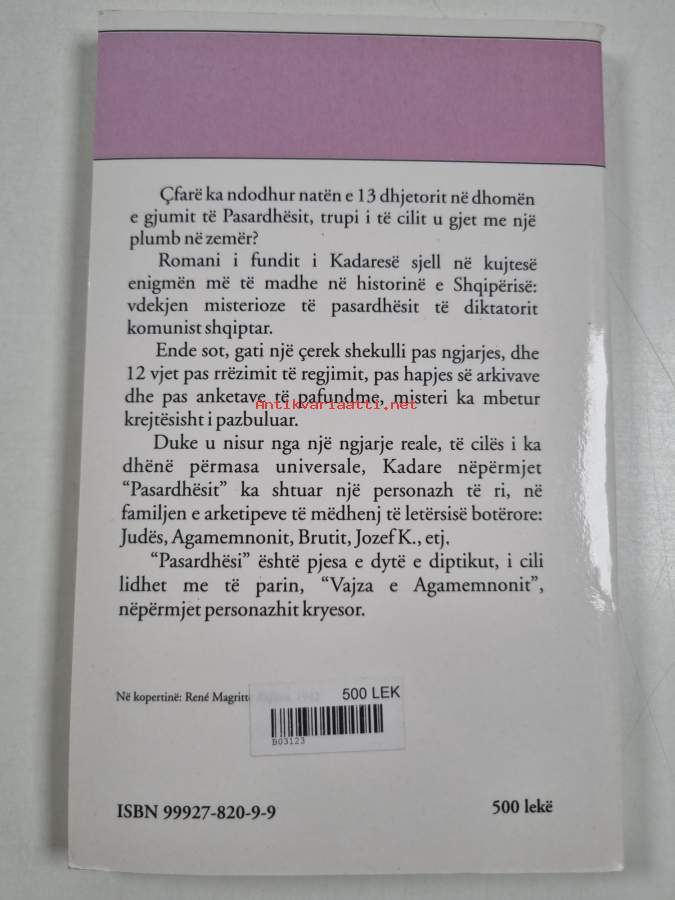 Çfarë ka ndodhur natën e 13 dhjetorit në dhomën
e gjumit të Pasardhësit, trupi i të cilit u gjet me një
plumb në zemër?
Romani i fundit i Kadaresë sjell në kujtesë
enigmën më të madhe në historinë e Shqipërisë:
vdekjen misterioze të pasardhësit të diktatorit
komunist shqiptar.
Ende sot, gati një çerek shekulli pas ngjarjes, dhe
12 vjet pas rrëzimit të regjimit, pas hapjes së arkivave
dhe pas anketave të pafundme, misteri ka mbetur
Antikvariaatti.net
krejtësisht i pazbuluar.
Duke u nisur nga një ngjarje reale, të cilës i ka
dhënë përmasa universale, Kadare nëpërmjet
“Pasardhësit” ka shtuar një personazh të ri, në
familjen e arketipeve të mëdhenj të letërsisë botërore:
Judës, Agamemnonit, Brutit, Jozef K., etj.
“Pasardhësi” është pjesa e dytë e diptikut, i cili
lidhet me të parin, “Vajza e Agamemnonit”,
nëpërmjet personazhit kryesor.
Në kopertinë: René Magritte
500 LEK
B03123
ISBN 99927-820-9-9
500 lekë